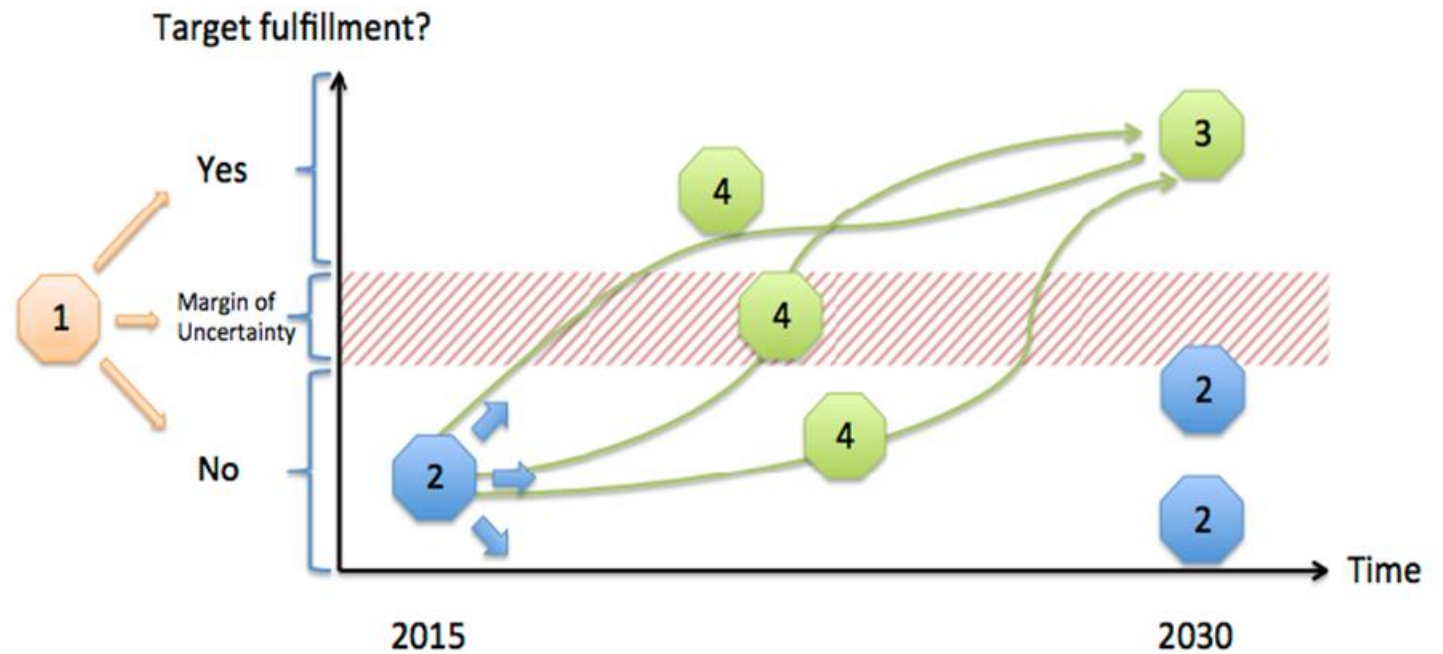 Target fulfillment?
Yes
3
4
1
Margin of
Uncertainty
4
2
4
No
2
2
Time
2015
2030